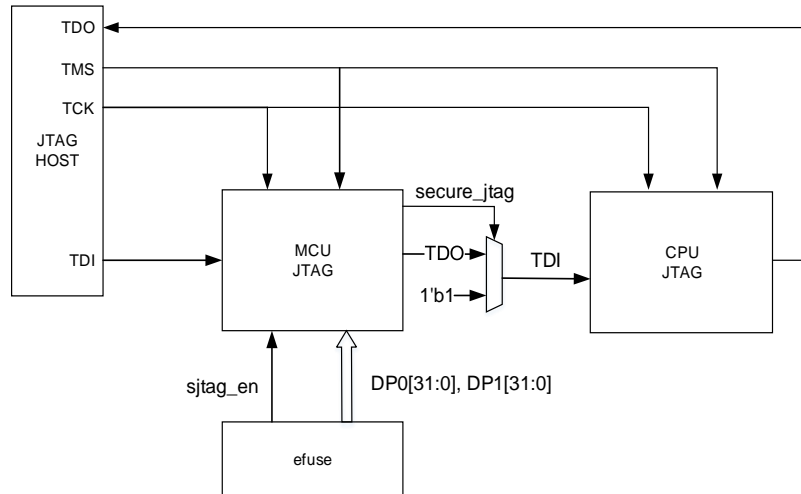 TDO
TMS
TCK
JTAG
HOST
TDI
MCU
JTAG
secure_jtag
TDO
1'b1
TDI
CPU
JTAG
sjtag_en
DP0[31:0], DP1[31:0]
efuse